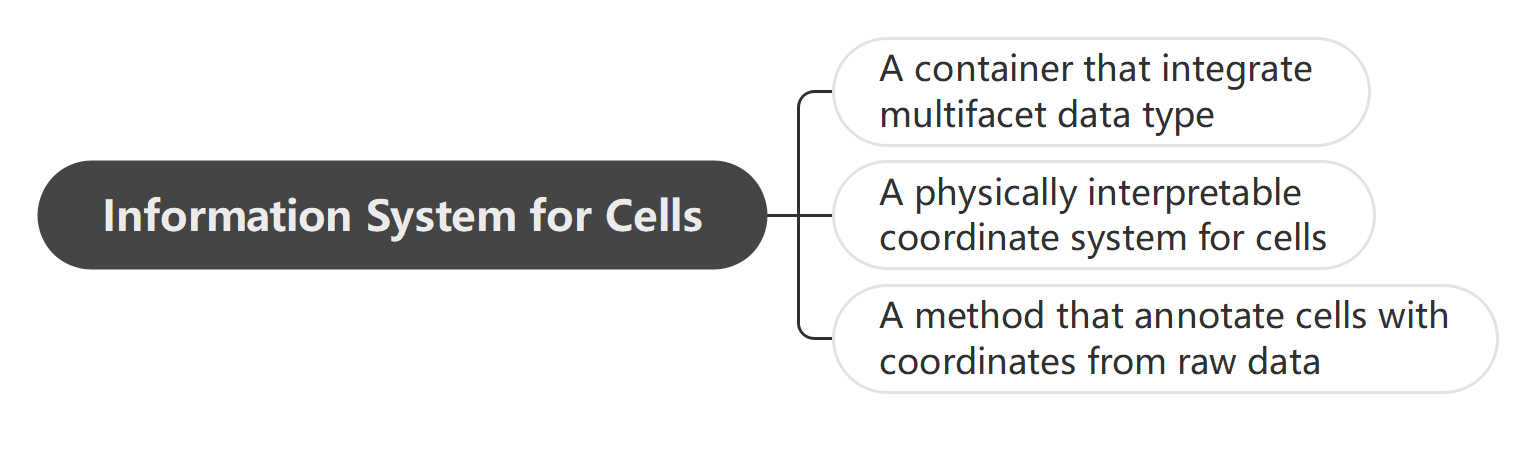 Information System for Cells
A container that integrate
multifacet data type
A physically interpretable
coordinate system for cells
A method that annotate cells with
coordinates from raw data